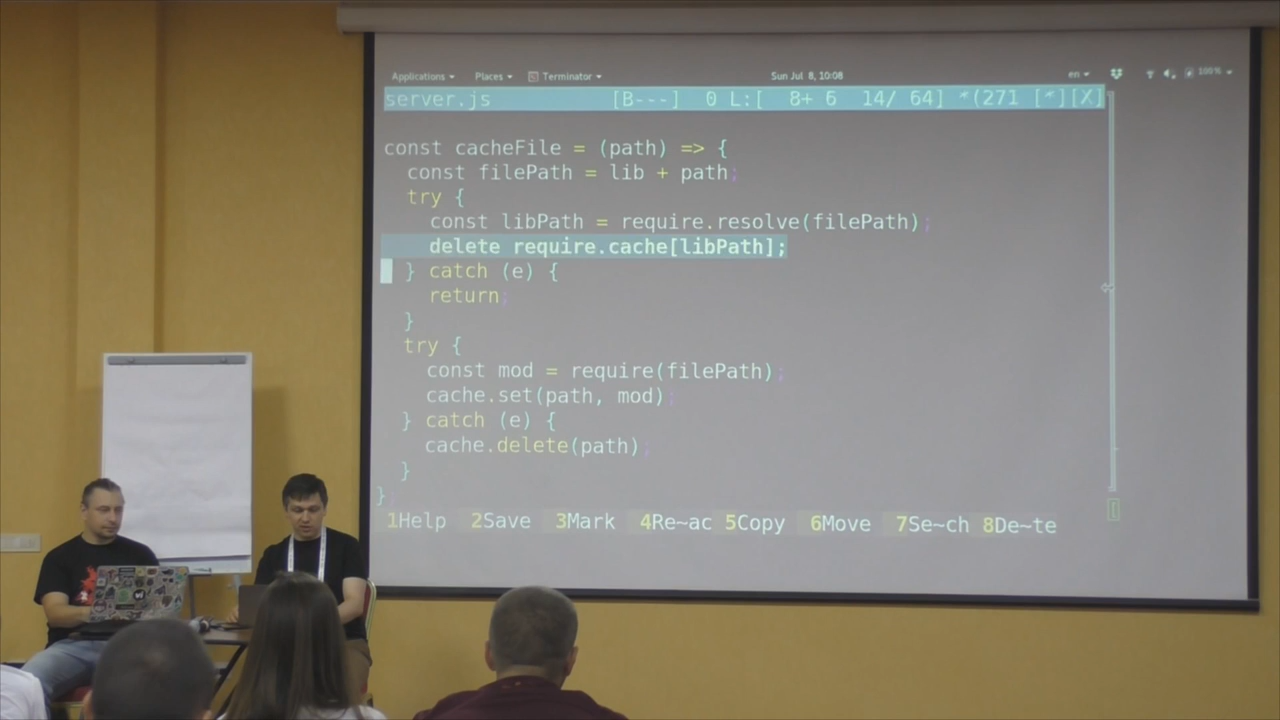 Applications Places Terminator Sun Jul 8, 10:08 en 100%
server.js [B---] 0 L:[ 8+ 6 14/ 64] *(271 [*][X]
const cacheFile = (path) => {
const filePath = lib + path;
try {
const libPath = require.resolve(filePath);
delete require.cache[libPath];
} catch (e) {
return;
}
try {
const mod = require(filePath);
cache.set(path, mod);
} catch (e) {
cache.delete(path);
}
}
1Help 2Save 3Mark 4Re~ac 5Copy 6Move 7Se~ch 8De~te